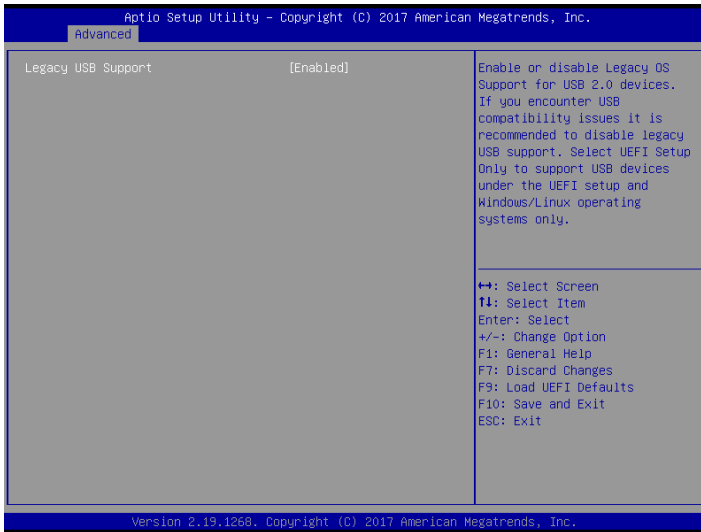 Aptio Setup Utility – Copyright (C) 2017 American Megatrends, Inc.
Advanced
Legacy USB Support [Enabled]
Enable or disable Legacy OS
Support for USB 2.0 devices.
If you encounter USB
compatibility issues it is
recommended to disable legacy
USB support. Select UEFI Setup
Only to support USB devices
under the UEFI setup and
Windows/Linux operating
systems only.
↔: Select Screen
↑↓: Select Item
Enter: Select
+/-: Change Option
F1: General Help
F7: Discard Changes
F9: Load UEFI Defaults
F10: Save and Exit
ESC: Exit
Version 2.19.1268. Copyright (C) 2017 American Megatrends, Inc.